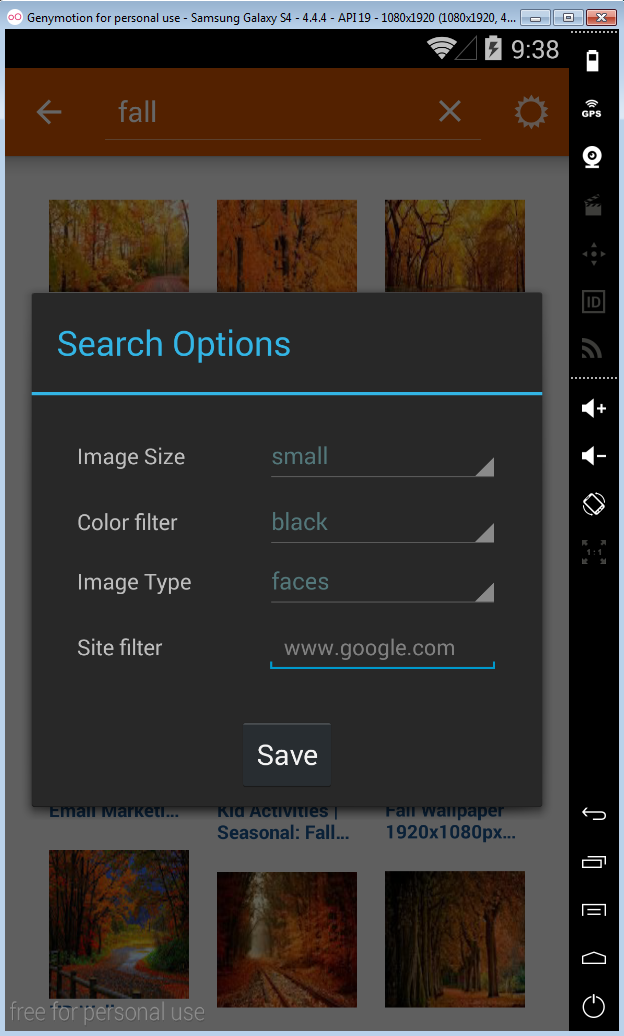 Genymotion for personal use - Samsung Galaxy S4 - 4.4.4 - API 19 - 1080x1920 (1080x1920, 4...
9:38
fall
GPS
ID
Search Options
Image Size small
Color filter black
Image Type faces
Site filter www.google.com
1:1
Save
Email Marketi... Kid Activities | Fall Wallpaper
Seasonal: Fall... 1920x1080px...
free for personal use